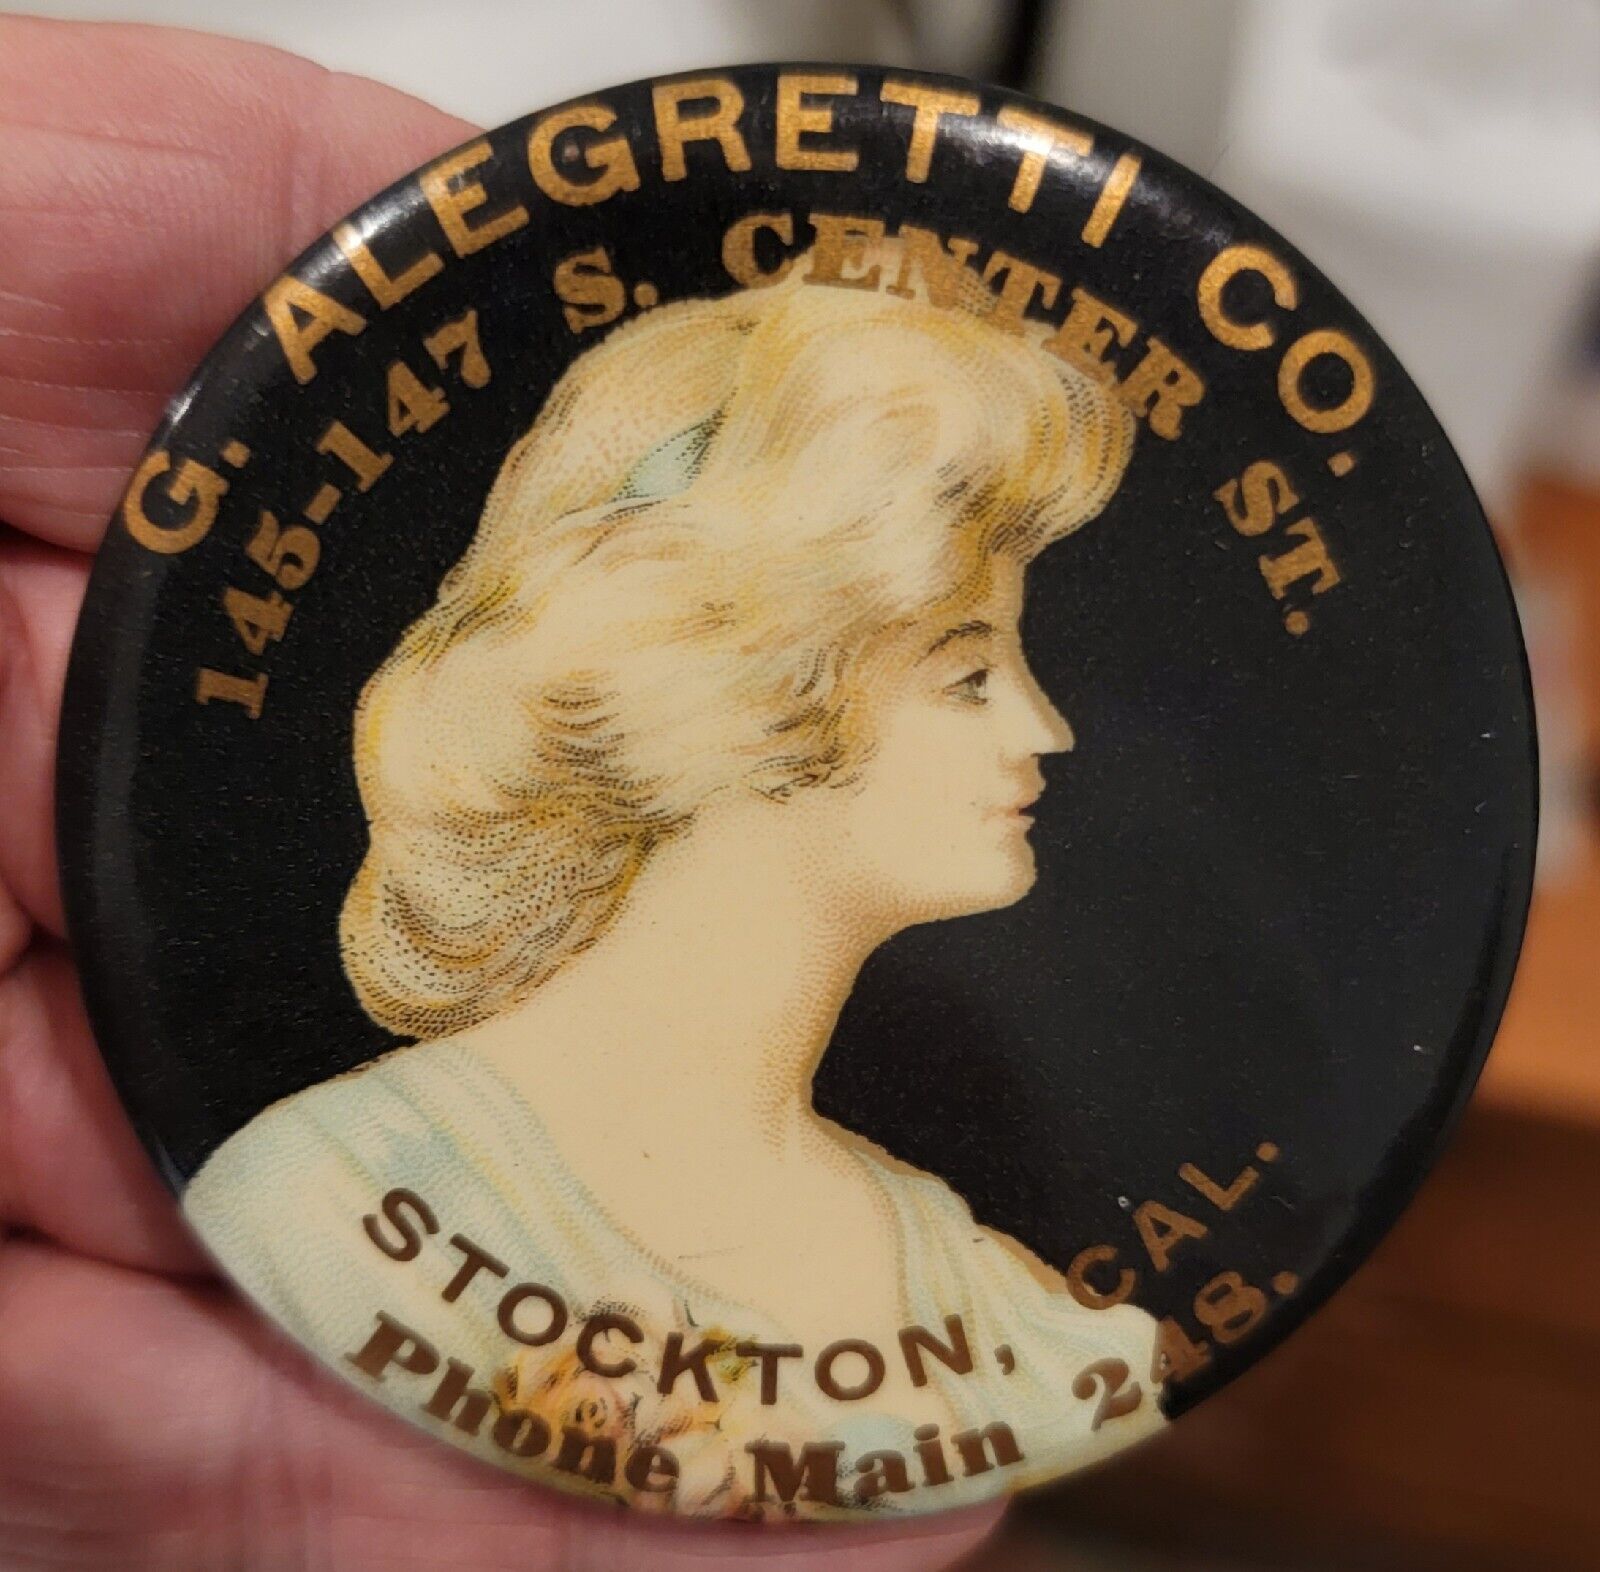 G. ALEGRETTI CO.
145-147 S. CENTER ST.
STOCKTON, CAL.
Phone Main 248.